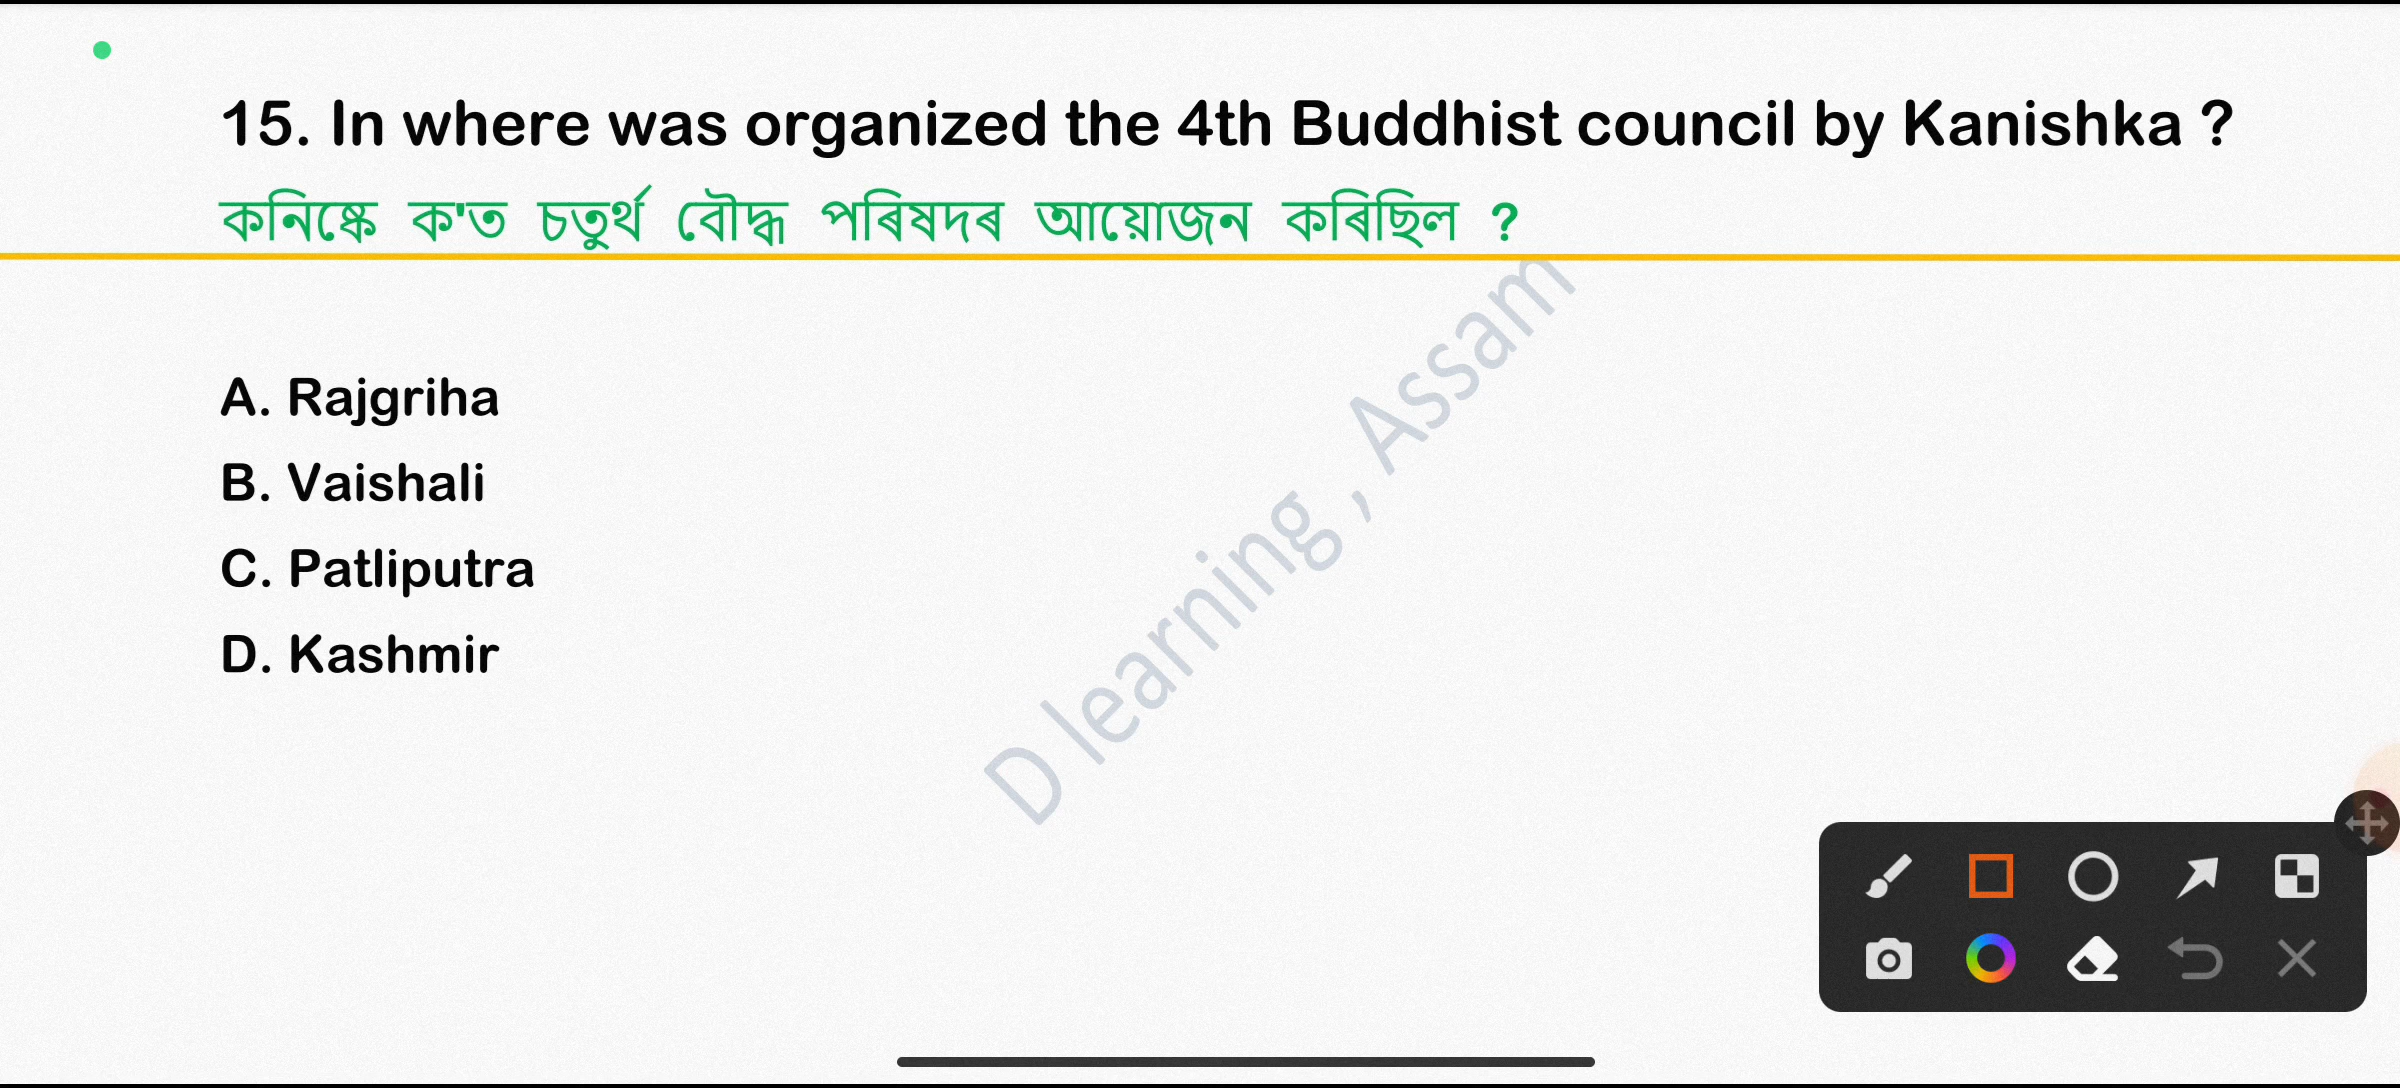 15. In where was organized the 4th Buddhist council by Kanishka ?
কনিষ্কে ক'ত চতুৰ্থ বৌদ্ধ পৰিষদৰ আয়োজন কৰিছিল ?
A. Rajgriha
B. Vaishali
C. Patliputra
D. Kashmir
D learning , Assam